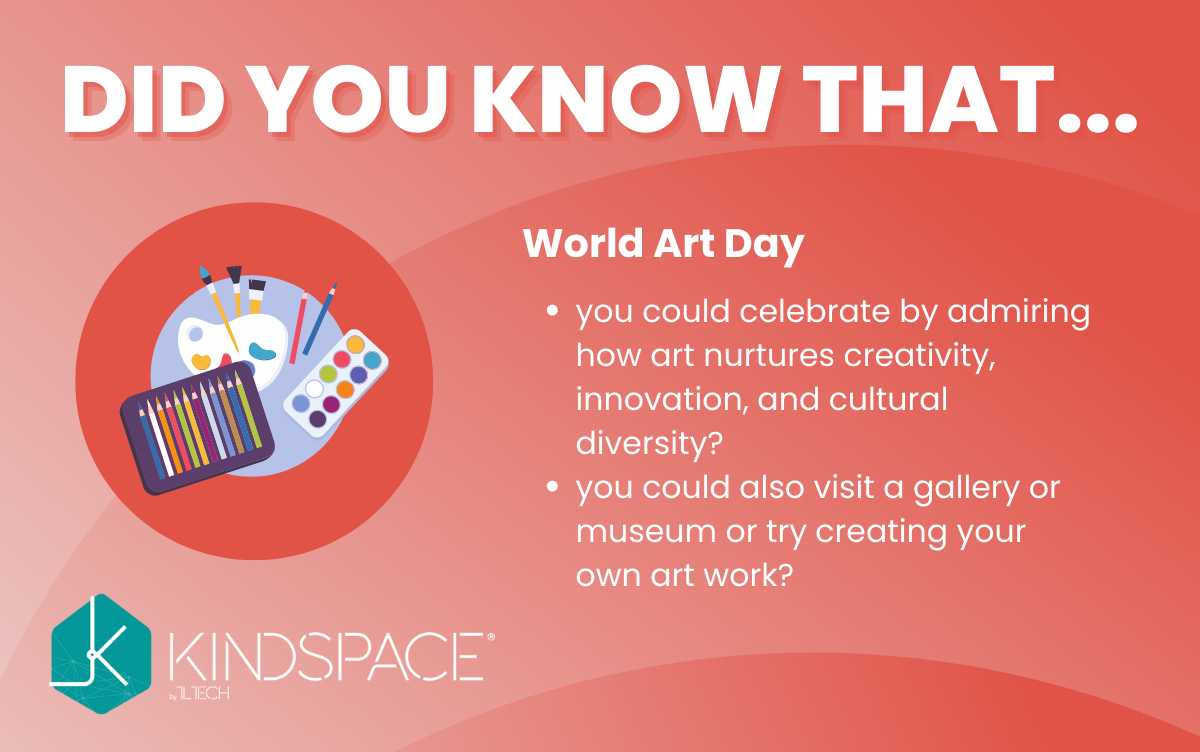 DID YOU KNOW THAT...
World Art Day
• you could celebrate by admiring
how art nurtures creativity,
innovation, and cultural
diversity?
• you could also visit a gallery or
museum or try creating your
own art work?
KINDSPACE®
by TLTECH